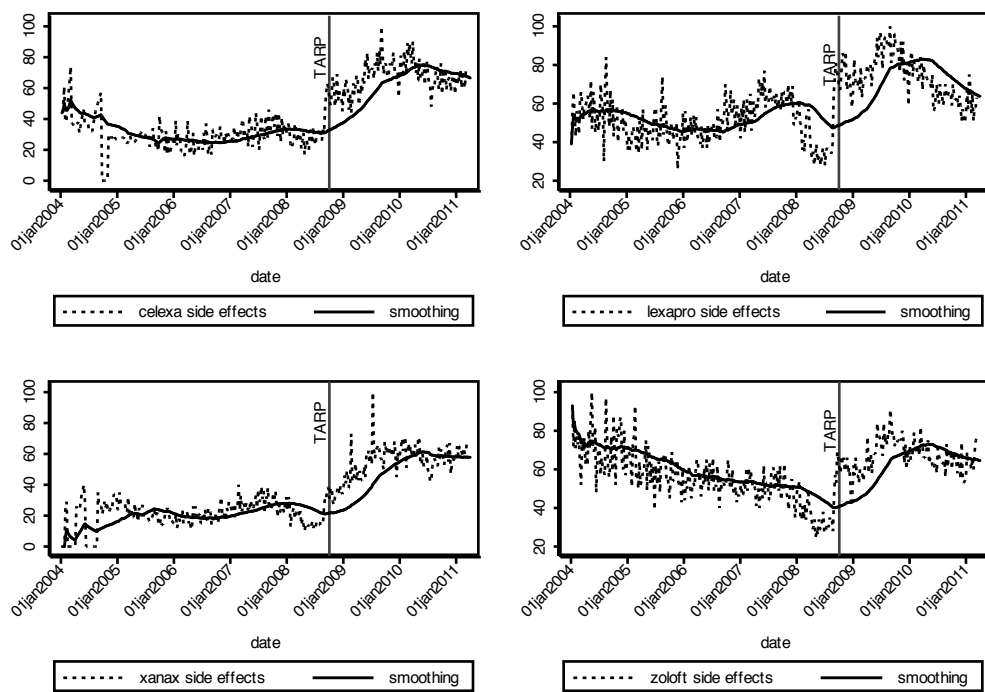 0 20 40 60 80 100
TARP
01jan2004 01jan2005 01jan2006 01jan2007 01jan2008 01jan2009 01jan2010 01jan2011
date
celexa side effects smoothing
20 40 60 80 100
TARP
01jan2004 01jan2005 01jan2006 01jan2007 01jan2008 01jan2009 01jan2010 01jan2011
date
lexapro side effects smoothing
0 20 40 60 80 100
TARP
01jan2004 01jan2005 01jan2006 01jan2007 01jan2008 01jan2009 01jan2010 01jan2011
date
xanax side effects smoothing
20 40 60 80 100
TARP
01jan2004 01jan2005 01jan2006 01jan2007 01jan2008 01jan2009 01jan2010 01jan2011
date
zoloft side effects smoothing